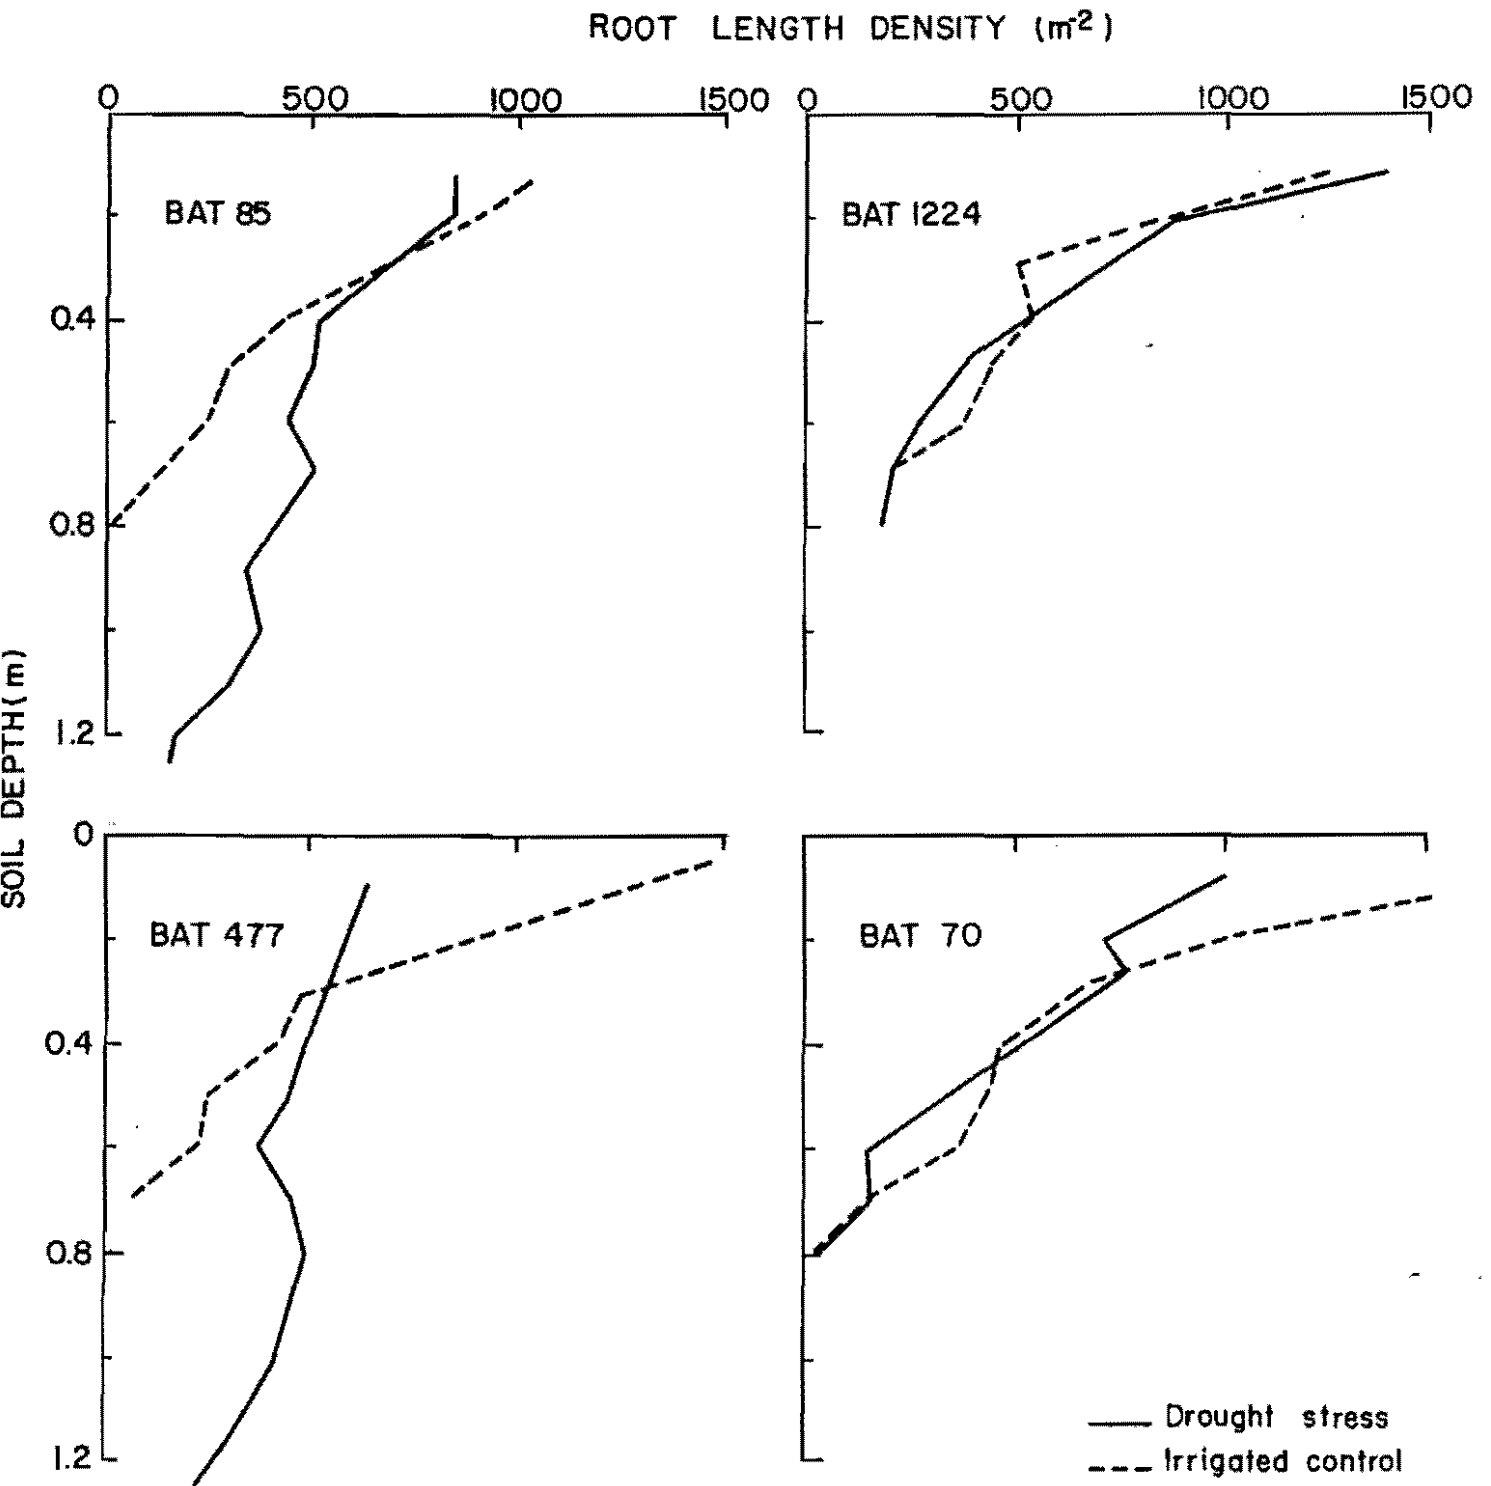 ROOT LENGTH DENSITY (m-2)
0 500 1000 1500 0 500 1000 1500
BAT 85 BAT 1224
0.4
0.8
1.2
SOIL DEPTH (m)
0
BAT 477 BAT 70
0.4
0.8
1.2
Drought stress
Irrigated control